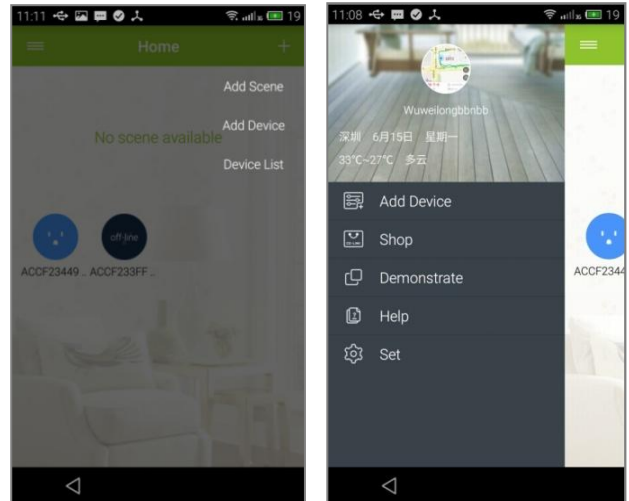 11:11
19
Home
+
Add Scene
Add Device
No scene available
Device List
off-line
ACCF23449 ... ACCF233FF ...
11:08
19
Wuweilongbbnbb
深圳 6月15日 星期一
33℃~27℃ 多云
Add Device
Shop
Demonstrate
Help
Set
ACCF2344